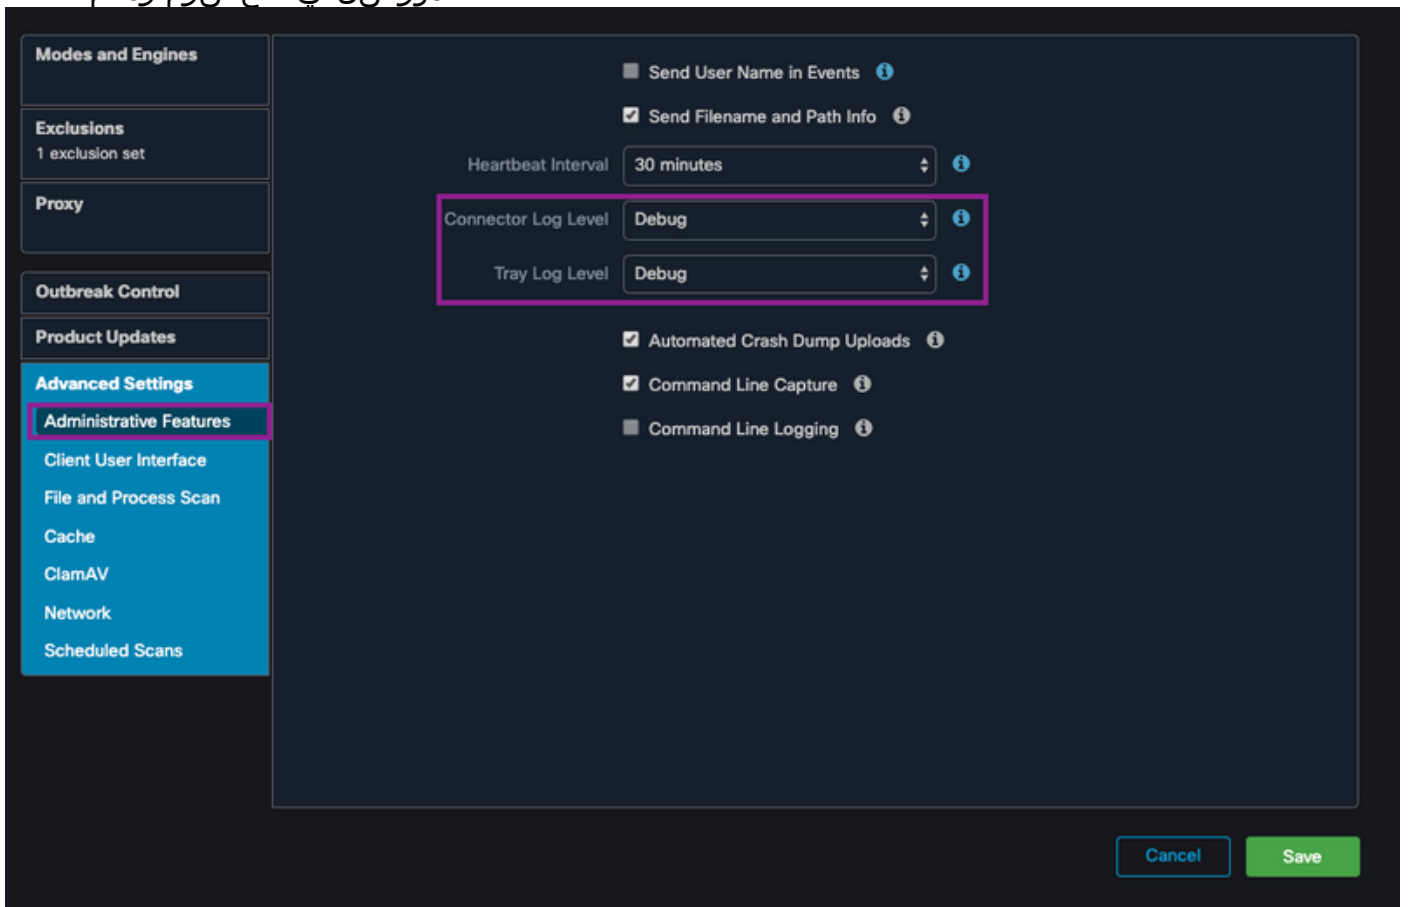 Modes and Engines
Exclusions
1 exclusion set
Proxy
Outbreak Control
Product Updates
Advanced Settings
Administrative Features
Client User Interface
File and Process Scan
Cache
ClamAV
Network
Scheduled Scans
Send User Name in Events
Send Filename and Path Info
Heartbeat Interval 30 minutes
Connector Log Level Debug
Tray Log Level Debug
Automated Crash Dump Uploads
Command Line Capture
Command Line Logging
Cancel Save